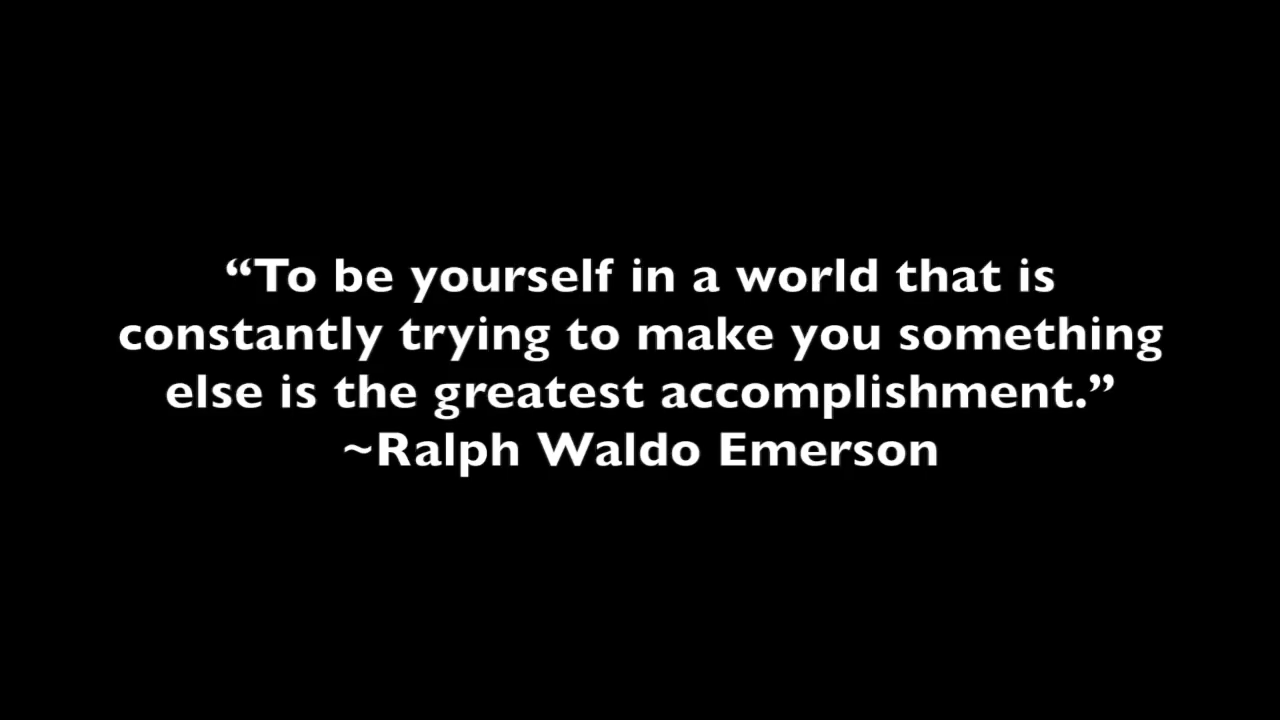 “To be yourself in a world that is
constantly trying to make you something
else is the greatest accomplishment.”
~Ralph Waldo Emerson